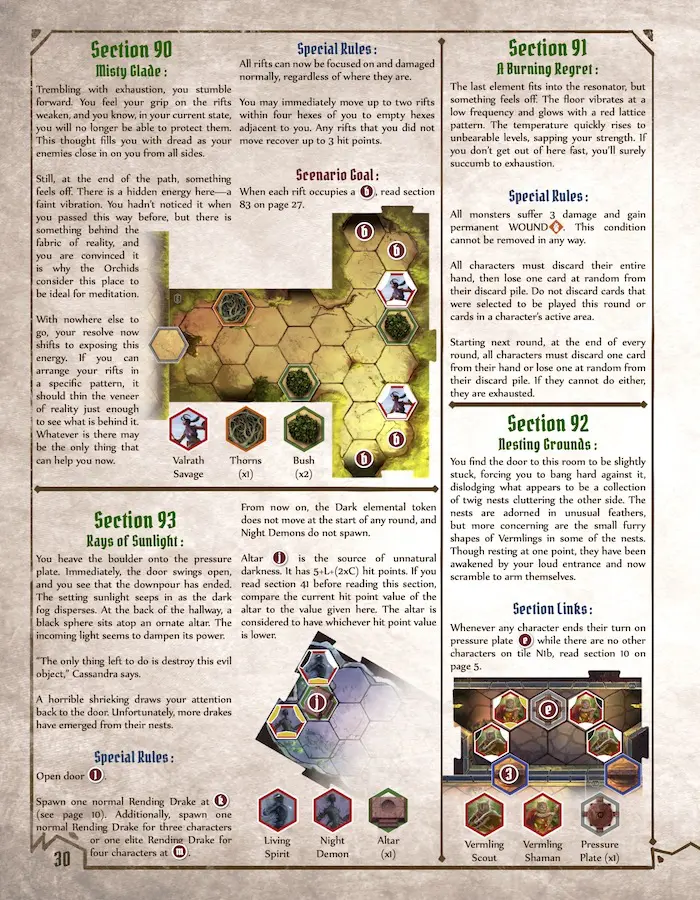 Section 90
Misty Glade:
Trembling with exhaustion, you stumble
forward. You feel your grip on the rifts
weaken, and you know, in your current state,
you will no longer be able to protect them.
This thought fills you with dread as your
enemies close in on you from all sides.
Still, at the end of the path, something
feels off. There is a hidden energy here—a
faint vibration. You hadn't noticed it when
you passed this way before, but there is
something behind the
fabric of reality, and
you are convinced it
is why the Orchids
consider this place to
be ideal for meditation.
With nowhere else to
go, your resolve now
shifts to exposing this
energy. If you can
arrange your rifts in
a specific pattern, it
should thin the veneer
of reality just enough
to see what is behind it.
Whatever is there may
be the only thing that
can help you now.
Special Rules:
All rifts can now be focused on and damaged
normally, regardless of where they are.
You may immediately move up to two rifts
within four hexes of you to empty hexes
adjacent to you. Any rifts that you did not
move recover up to 3 hit points.
Scenario Goal:
When each rift occupies a b, read section
83 on page 27.
b
b
b
b
Valrath
Savage
Thorns
(x1)
Bush
(x2)
Section 91
A Burning Regret:
The last element fits into the resonator, but
something feels off. The floor vibrates at a
low frequency and glows with a red lattice
pattern. The temperature quickly rises to
unbearable levels, sapping your strength. If
you don't get out of here fast, you'll surely
succumb to exhaustion.
Special Rules:
All monsters suffer 3 damage and gain
permanent WOUND. This condition
cannot be removed in any way.
All characters must discard their entire
hand, then lose one card at random from
their discard pile. Do not discard cards that
were selected to be played this round or
cards in a character's active area.
Starting next round, at the end of every
round, all characters must discard one card
from their hand or lose one at random from
their discard pile. If they cannot do either,
they are exhausted.
Section 92
Nesting Grounds:
You find the door to this room to be slightly
stuck, forcing you to bang hard against it,
dislodging what appears to be a collection
of twig nests cluttering the other side. The
nests are adorned in unusual feathers,
but more concerning are the small furry
shapes of Vermlings in some of the nests.
Though resting at one point, they have been
awakened by your loud entrance and now
scramble to arm themselves.
Section Links:
Whenever any character ends their turn on
pressure plate e while there are no other
characters on tile N1b, read section 10 on
page 5.
e
3
Vermling
Scout
Vermling
Shaman
Pressure
Plate (x1)
Section 93
Rays of Sunlight:
You heave the boulder onto the pressure
plate. Immediately, the door swings open,
and you see that the downpour has ended.
The setting sunlight seeps in as the dark
fog disperses. At the back of the hallway, a
black sphere sits atop an ornate altar. The
incoming light seems to dampen its power.
"The only thing left to do is destroy this evil
object," Cassandra says.
A horrible shrieking draws your attention
back to the door. Unfortunately, more drakes
have emerged from their nests.
Special Rules:
Open door l.
Spawn one normal Rending Drake at k
(see page 10). Additionally, spawn one
normal Rending Drake for three characters
or one elite Rending Drake for
four characters at m.
From now on, the Dark elemental token
does not move at the start of any round, and
Night Demons do not spawn.
Altar j is the source of unnatural
darkness. It has 5+L+(2xC) hit points. If you
read section 41 before reading this section,
compare the current hit point value of the
altar to the value given here. The altar is
considered to have whichever hit point value
is lower.
j
Living
Spirit
Night
Demon
Altar
(x1)
30